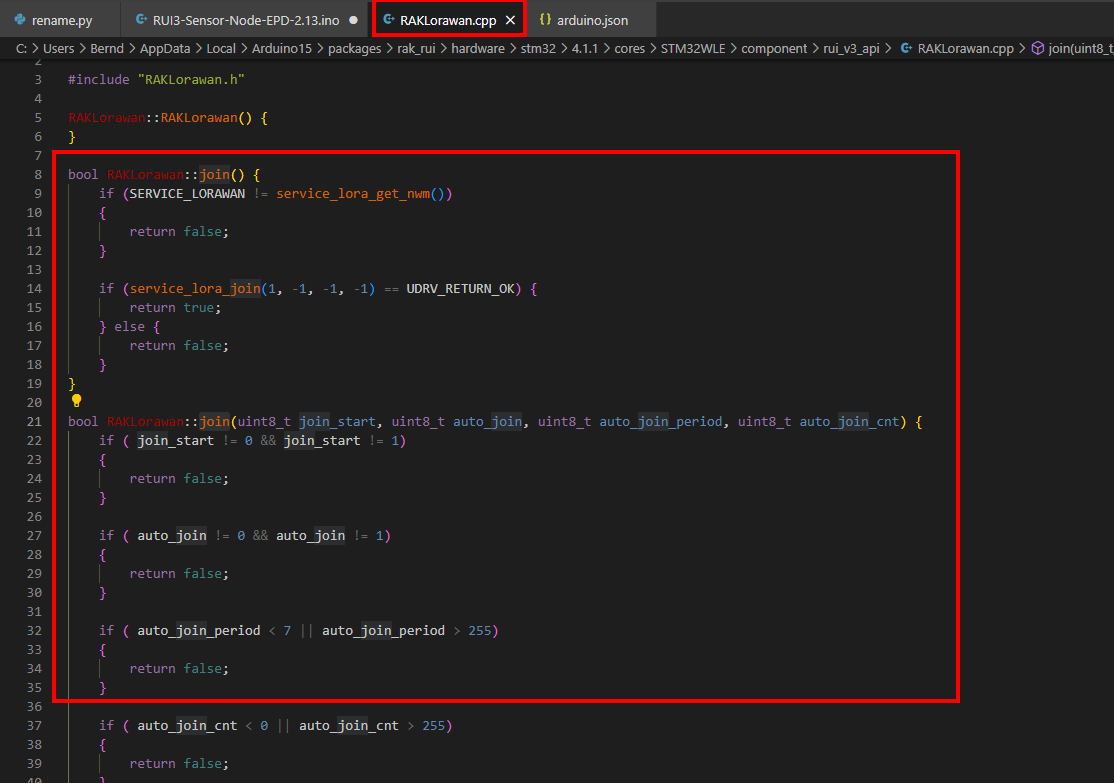 rename.py RUI3-Sensor-Node-EPD-2.13.ino RAKLorawan.cpp {} arduino.json
C: > Users > Bernd > AppData > Local > Arduino15 > packages > rak_rui > hardware > stm32 > 4.1.1 > cores > STM32WLE > component > rui_v3_api > RAKLorawan.cpp > join(uint8_t
2
3 #include "RAKLorawan.h"
4
5 RAKLorawan::RAKLorawan() {
6 }
7
8 bool RAKLorawan::join() {
9 if (SERVICE_LORAWAN != service_lora_get_nwm())
10 {
11 return false;
12 }
13
14 if (service_lora_join(1, -1, -1, -1) == UDRV_RETURN_OK) {
15 return true;
16 } else {
17 return false;
18 }
19 }
20
21 bool RAKLorawan::join(uint8_t join_start, uint8_t auto_join, uint8_t auto_join_period, uint8_t auto_join_cnt) {
22 if ( join_start != 0 && join_start != 1)
23 {
24 return false;
25 }
26
27 if ( auto_join != 0 && auto_join != 1)
28 {
29 return false;
30 }
31
32 if ( auto_join_period < 7 || auto_join_period > 255)
33 {
34 return false;
35 }
36
37 if ( auto_join_cnt < 0 || auto_join_cnt > 255)
38 {
39 return false;
40 }